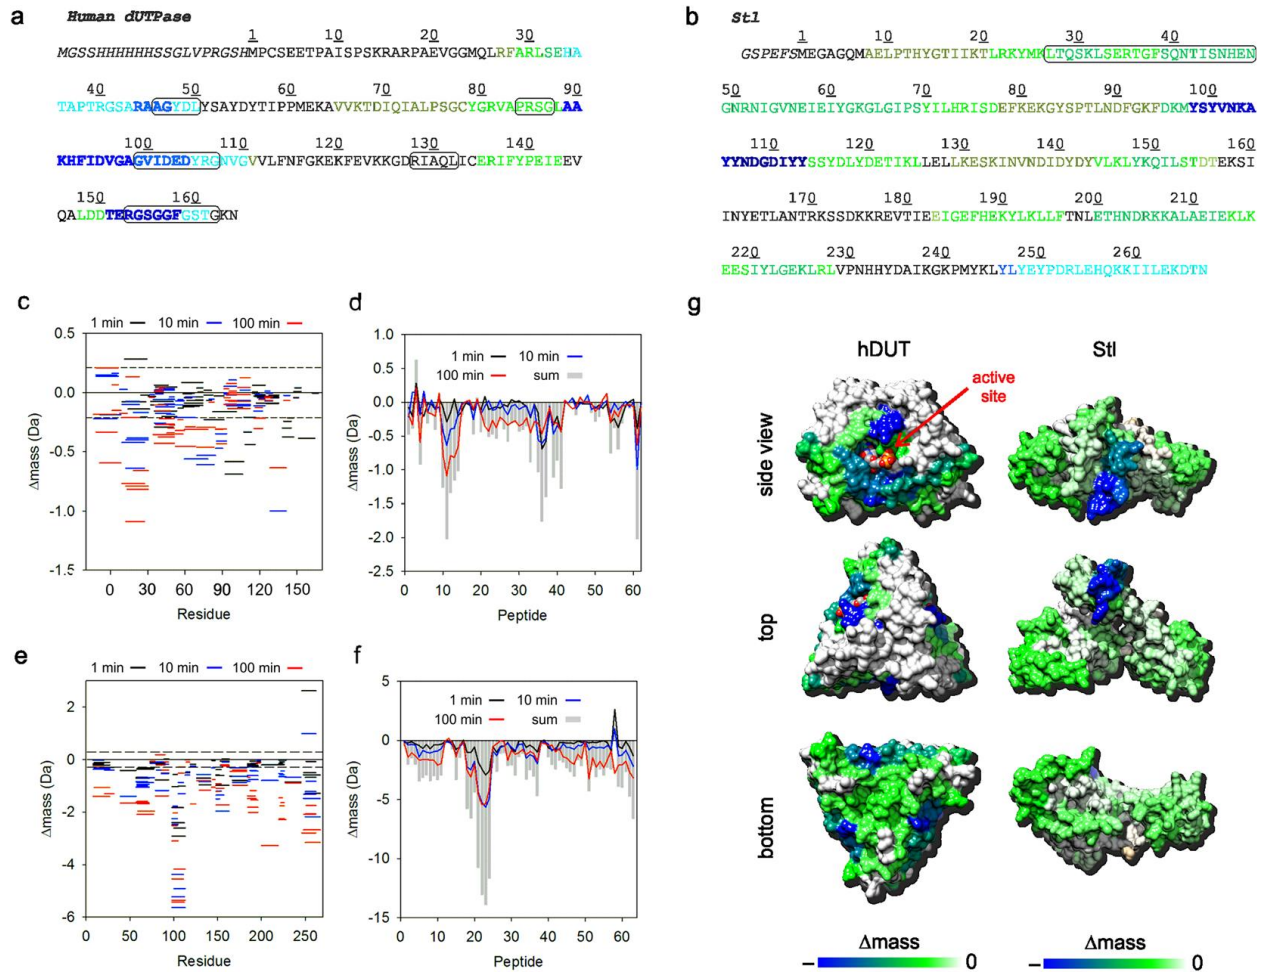 a
Human dUTPase
1 10 20 30
MGSSHHHHHHSSGLVPRGSHMPCSEETPAISPSKRARPAEVGGMQLRFARLSEHA
40 50 60 70 80 90
TAPTRGSARAAGYDLYSAYDYTIPPMEKAVVKTDIQIALPSGCYGRVAPRSGLAA
100 110 120 130 140
KHFIDVGAGVIDEDYRGNVGVVLFNFGKEKFEVKKGDRIAQLICERIFYPEIEEV
150 160
QALDDTERGSGGFGSTGKN
b
Stl
1 10 20 30 40
GSPEFSMEGAGQMAELPTHYGTIIKTLRKYMKLTQSKLSERTGFSQNTISNHEN
50 60 70 80 90 100
GNRNIGVNEIEIYGKGLGIPSYILHRISDEFKEKGYSPTLNDFGKFDKMYSYVNKA
110 120 130 140 150 160
YYNDGDIYYSSYDLYDETIKLLELLKESKINVNDIDYDYVLKLYKQILSTDTEKSI
170 180 190 200 210
INYETLANTRKSSDKKREVTIEEIGEFHEKYLKLLFTNLETHNDRKKALAEIEKLK
220 230 240 250 260
EESIYLGEKLRLVPNHHYDAIKGKPMYKLYLYEYPDRLEHQKKIILEKDTN
c
1 min 10 min 100 min
0.5
0.0
-0.5
-1.0
-1.5
Δmass (Da)
0 30 60 90 120 150
Residue
d
1 min 10 min
100 min sum
1.0
0.5
0.0
-0.5
-1.0
-1.5
-2.0
-2.5
Δmass (Da)
0 10 20 30 40 50 60
Peptide
e
1 min 10 min 100 min
2
0
-2
-4
-6
Δmass (Da)
0 50 100 150 200 250
Residue
f
1 min 10 min
100 min sum
5
0
-5
-10
-15
Δmass (Da)
0 10 20 30 40 50 60
Peptide
g
hDUT Stl
active
site
side view
top
bottom
Δmass Δmass
– 0 – 0